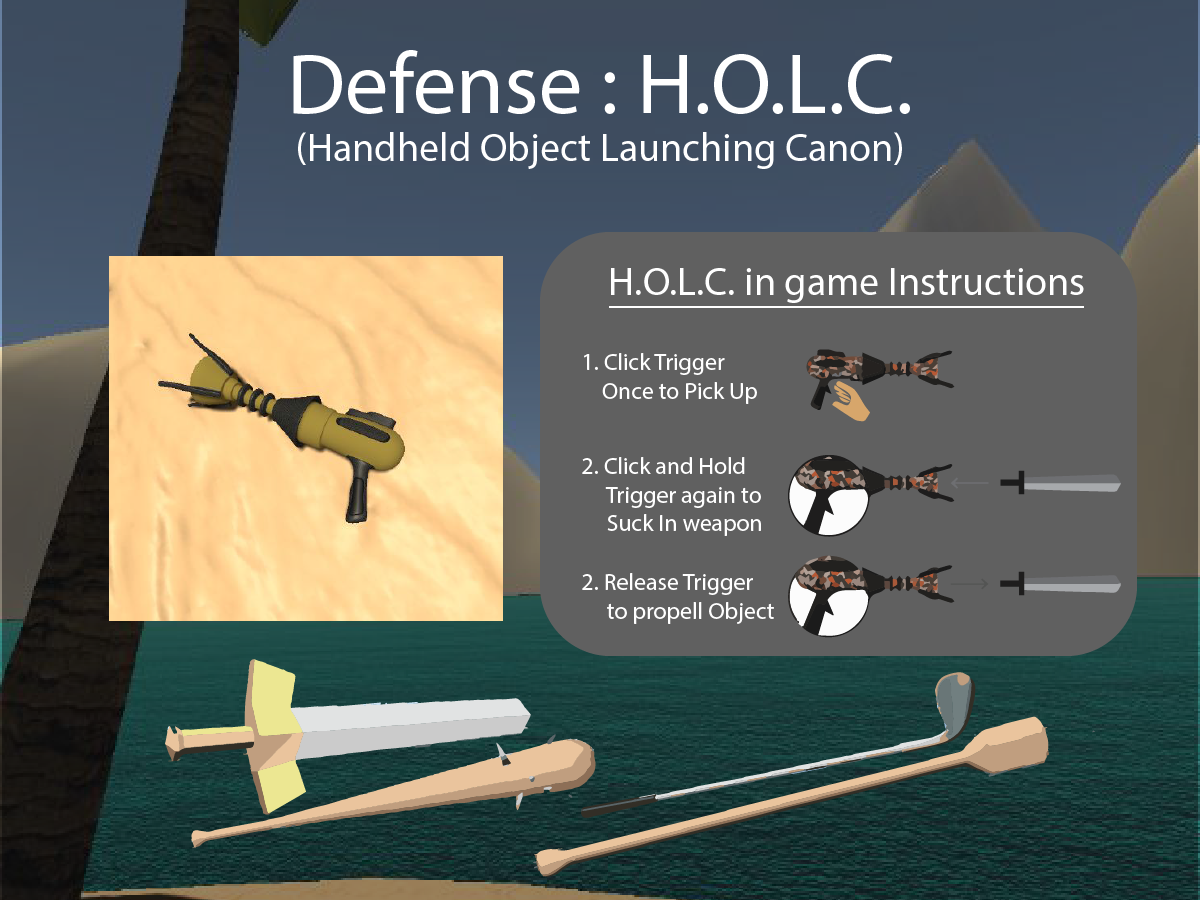 Defense : H.O.L.C.
(Handheld Object Launching Canon)
H.O.L.C. in game Instructions
1. Click Trigger
Once to Pick Up
2. Click and Hold
Trigger again to
Suck In weapon
2. Release Trigger
to propell Object